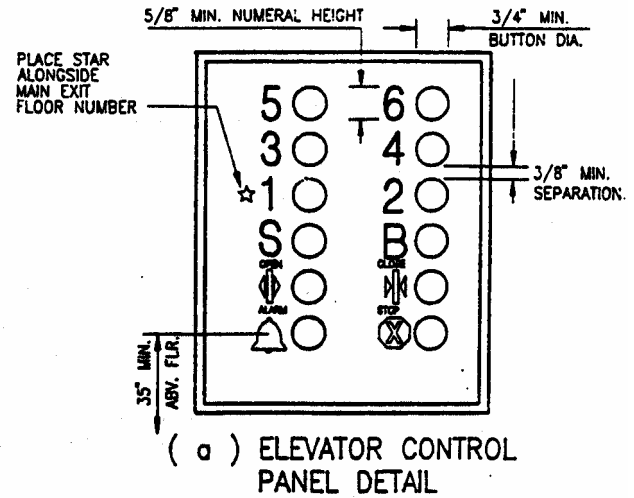 5/8" MIN. NUMERAL HEIGHT
3/4" MIN.
BUTTON DIA.
PLACE STAR
ALONGSIDE
MAIN EXIT
FLOOR NUMBER
5 6
3 4
1 2
3/8" MIN.
SEPARATION.
S B
OPEN CLOSE
ALARM STOP
X
35" MIN.
ABV. FLR.
( a ) ELEVATOR CONTROL
PANEL DETAIL